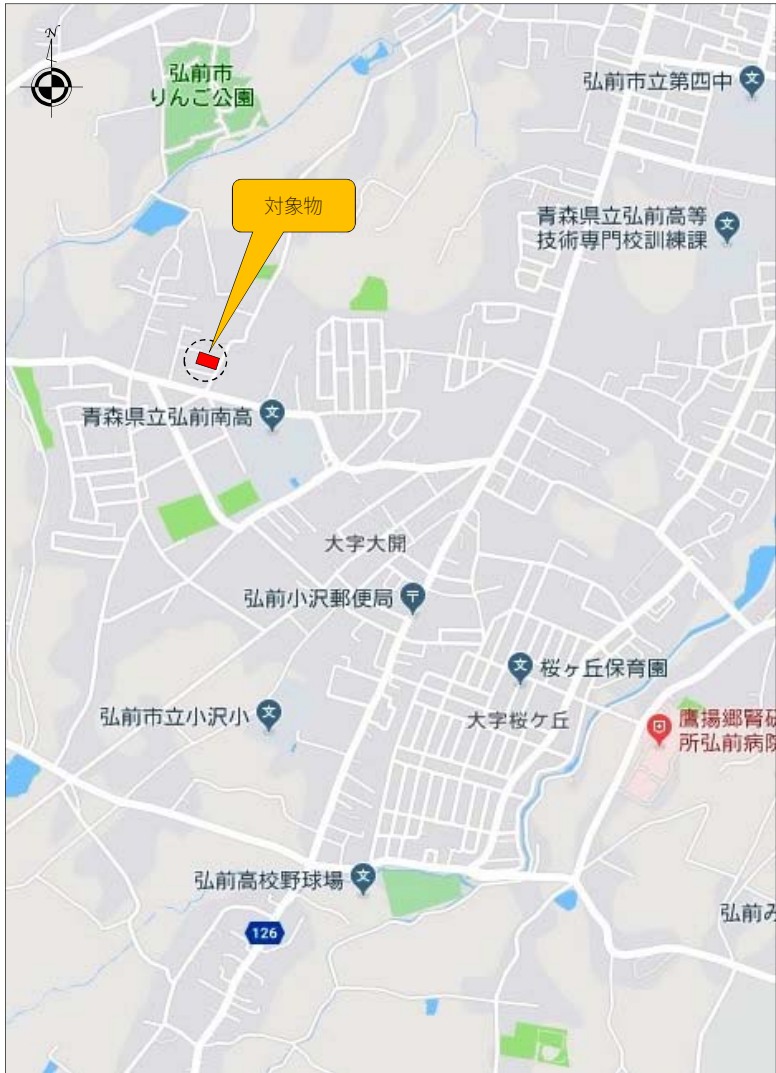 N
弘前市
りんご公園
弘前市立第四中
対象物
青森県立弘前高等
技術専門校訓練課
青森県立弘前南高
大字大開
弘前小沢郵便局
桜ヶ丘保育園
弘前市立小沢小
大字桜ケ丘
鷹揚郷腎研
所弘前病院
弘前高校野球場
弘前み
126